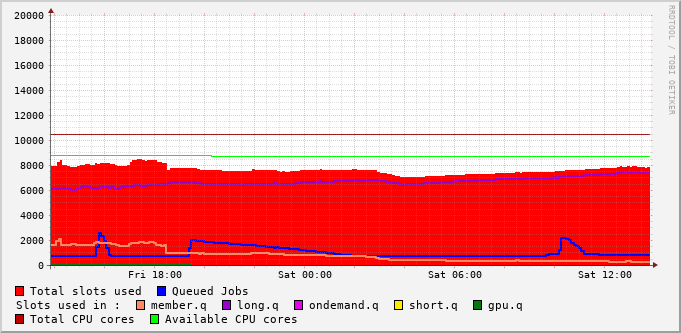 20000
18000
16000
14000
12000
10000
8000
6000
4000
2000
0
Fri 18:00 Sat 00:00 Sat 06:00 Sat 12:00
Total slots used Queued Jobs
Slots used in : member.q long.q ondemand.q short.q gpu.q
Total CPU cores Available CPU cores
RRDTOOL / TOBI OETIKER